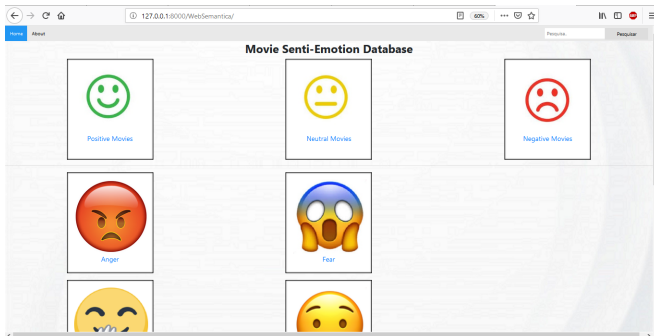 127.0.0.1:8000/WebSemantica/
60%
Home About
Pesquise..
Pesquisar
Movie Senti-Emotion Database
Positive Movies
Neutral Movies
Negative Movies
Anger
Fear